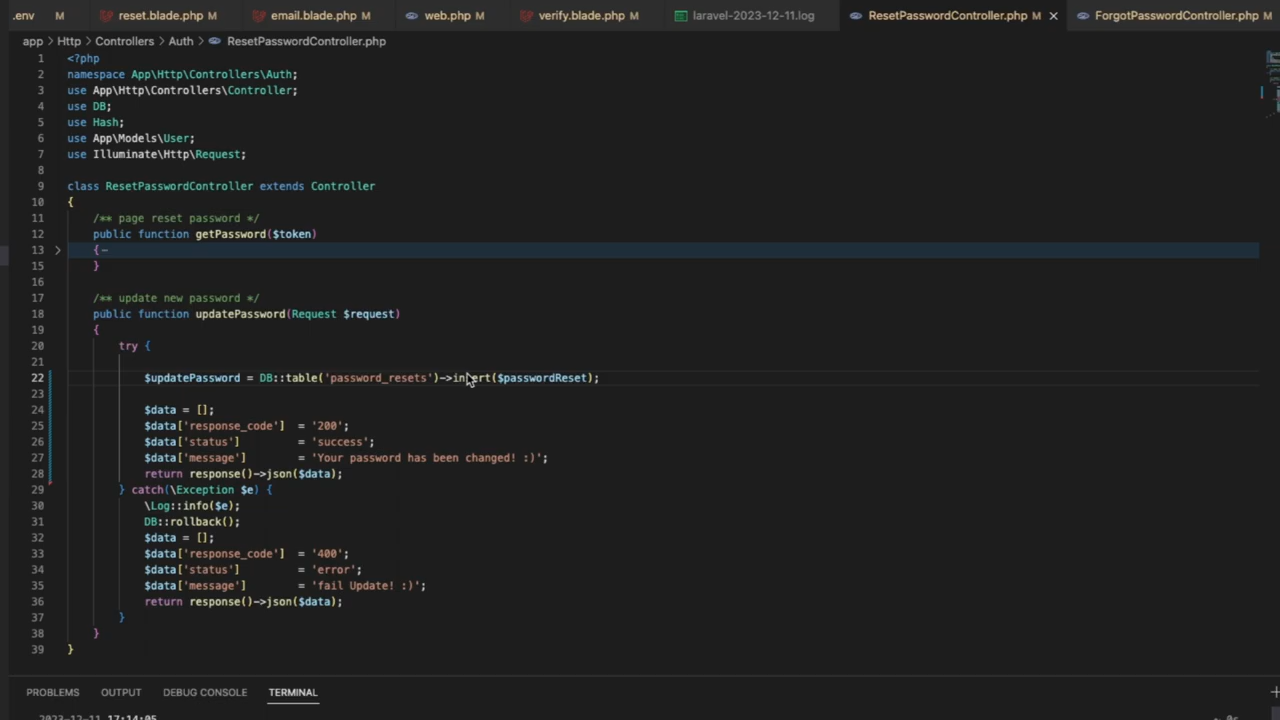 .env M reset.blade.php M email.blade.php M web.php M verify.blade.php M laravel-2023-12-11.log ResetPasswordController.php M × ForgotPasswordController.php M
app > Http > Controllers > Auth > ResetPasswordController.php
1 <?php
2 namespace App\Http\Controllers\Auth;
3 use App\Http\Controllers\Controller;
4 use DB;
5 use Hash;
6 use App\Models\User;
7 use Illuminate\Http\Request;
8
9 class ResetPasswordController extends Controller
10 {
11 /** page reset password */
12 public function getPassword($token)
13 > {–
15 }
16
17 /** update new password */
18 public function updatePassword(Request $request)
19 {
20 try {
21
22 $updatePassword = DB::table('password_resets')->insert($passwordReset);
23
24 $data = [];
25 $data['response_code'] = '200';
26 $data['status'] = 'success';
27 $data['message'] = 'Your password has been changed! :)';
28 return response()->json($data);
29 } catch(\Exception $e) {
30 \Log::info($e);
31 DB::rollback();
32 $data = [];
33 $data['response_code'] = '400';
34 $data['status'] = 'error';
35 $data['message'] = 'fail Update! :)';
36 return response()->json($data);
37 }
38 }
39 }
PROBLEMS OUTPUT DEBUG CONSOLE TERMINAL
2023-12-11 17:14:05